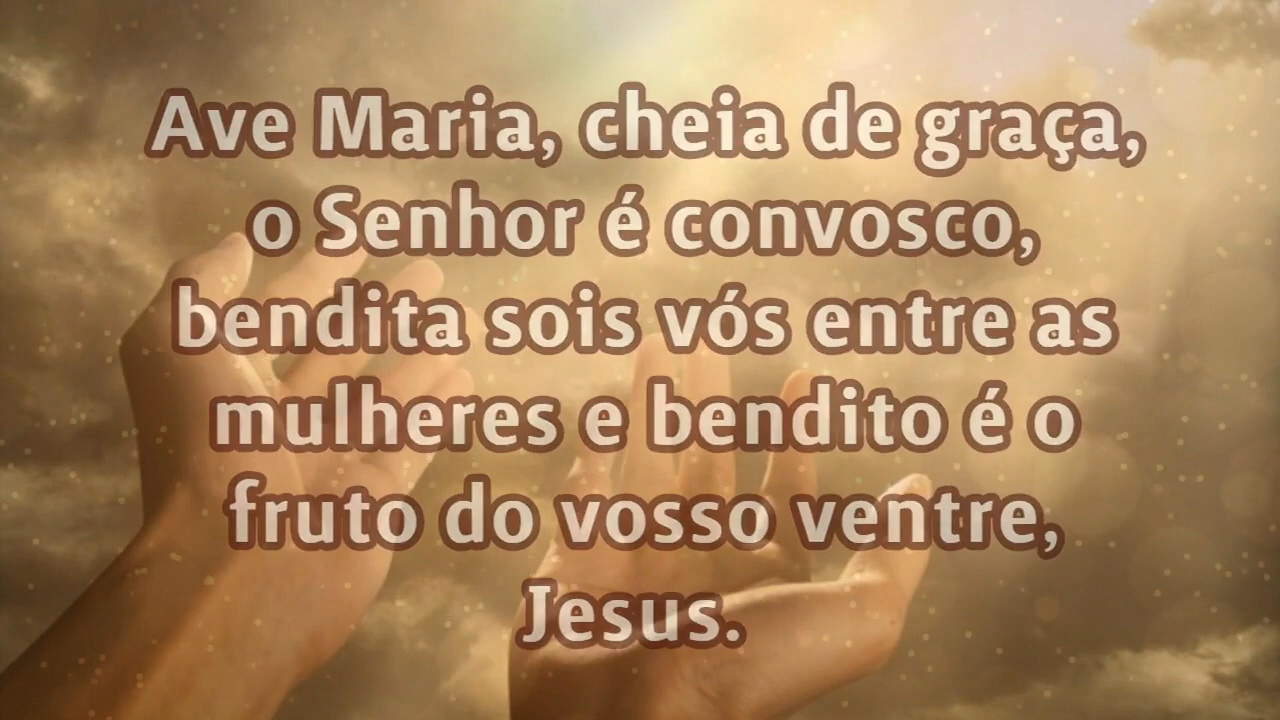 Ave Maria, cheia de graça,
o Senhor é convosco,
bendita sois vós entre as
mulheres e bendito é o
fruto do vosso ventre,
Jesus.